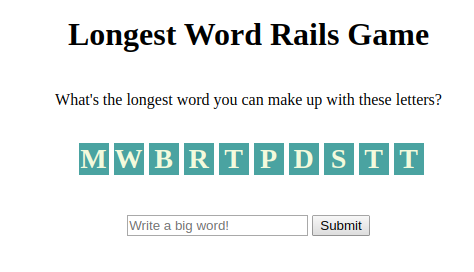 Longest Word Rails Game
What's the longest word you can make up with these letters?
M W B R T P D S T T
Write a big word! Submit